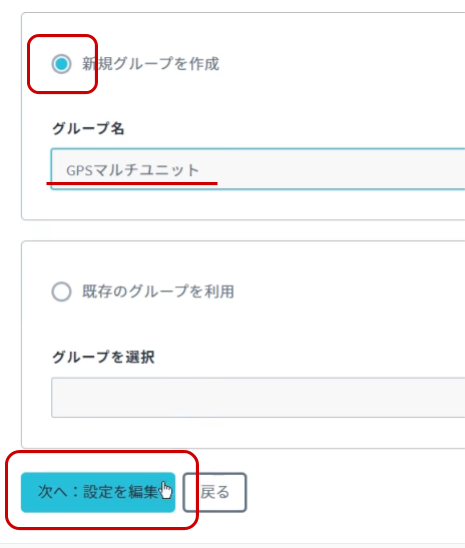 新規グループを作成
グループ名
GPSマルチユニット
既存のグループを利用
グループを選択
次へ：設定を編集
戻る